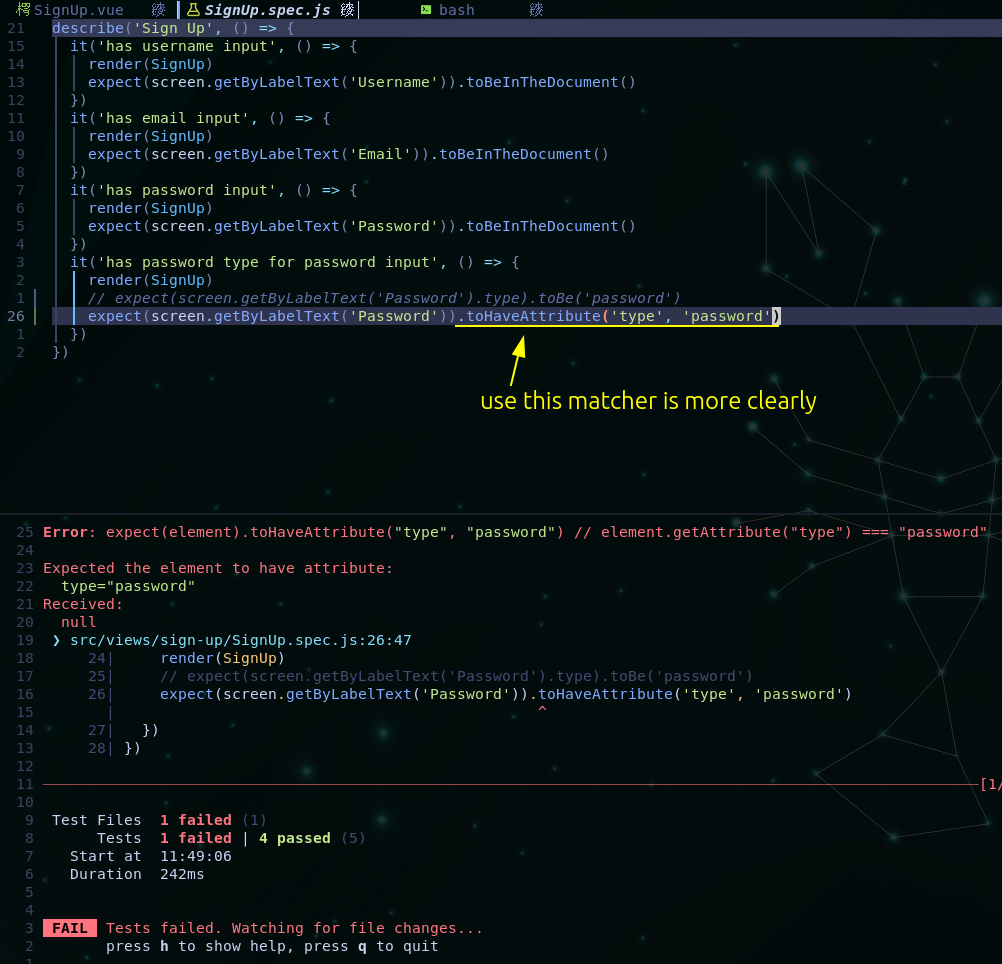 SignUp.vue SignUp.spec.js bash
21 describe('Sign Up', () => {
15 it('has username input', () => {
14 render(SignUp)
13 expect(screen.getByLabelText('Username')).toBeInTheDocument()
12 })
11 it('has email input', () => {
10 render(SignUp)
9 expect(screen.getByLabelText('Email')).toBeInTheDocument()
8 })
7 it('has password input', () => {
6 render(SignUp)
5 expect(screen.getByLabelText('Password')).toBeInTheDocument()
4 })
3 it('has password type for password input', () => {
2 render(SignUp)
1 // expect(screen.getByLabelText('Password').type).toBe('password')
26 expect(screen.getByLabelText('Password')).toHaveAttribute('type', 'password')
1 })
2 })
use this matcher is more clearly
25 Error: expect(element).toHaveAttribute("type", "password") // element.getAttribute("type") === "password"
24
23 Expected the element to have attribute:
22 type="password"
21 Received:
20 null
19 ❯ src/views/sign-up/SignUp.spec.js:26:47
18 24| render(SignUp)
17 25| // expect(screen.getByLabelText('Password').type).toBe('password')
16 26| expect(screen.getByLabelText('Password')).toHaveAttribute('type', 'password')
15 | ^
14 27| })
13 28| })
12
11 [1/
10
9 Test Files 1 failed (1)
8 Tests 1 failed | 4 passed (5)
7 Start at 11:49:06
6 Duration 242ms
5
4
3 FAIL Tests failed. Watching for file changes...
2 press h to show help, press q to quit
1